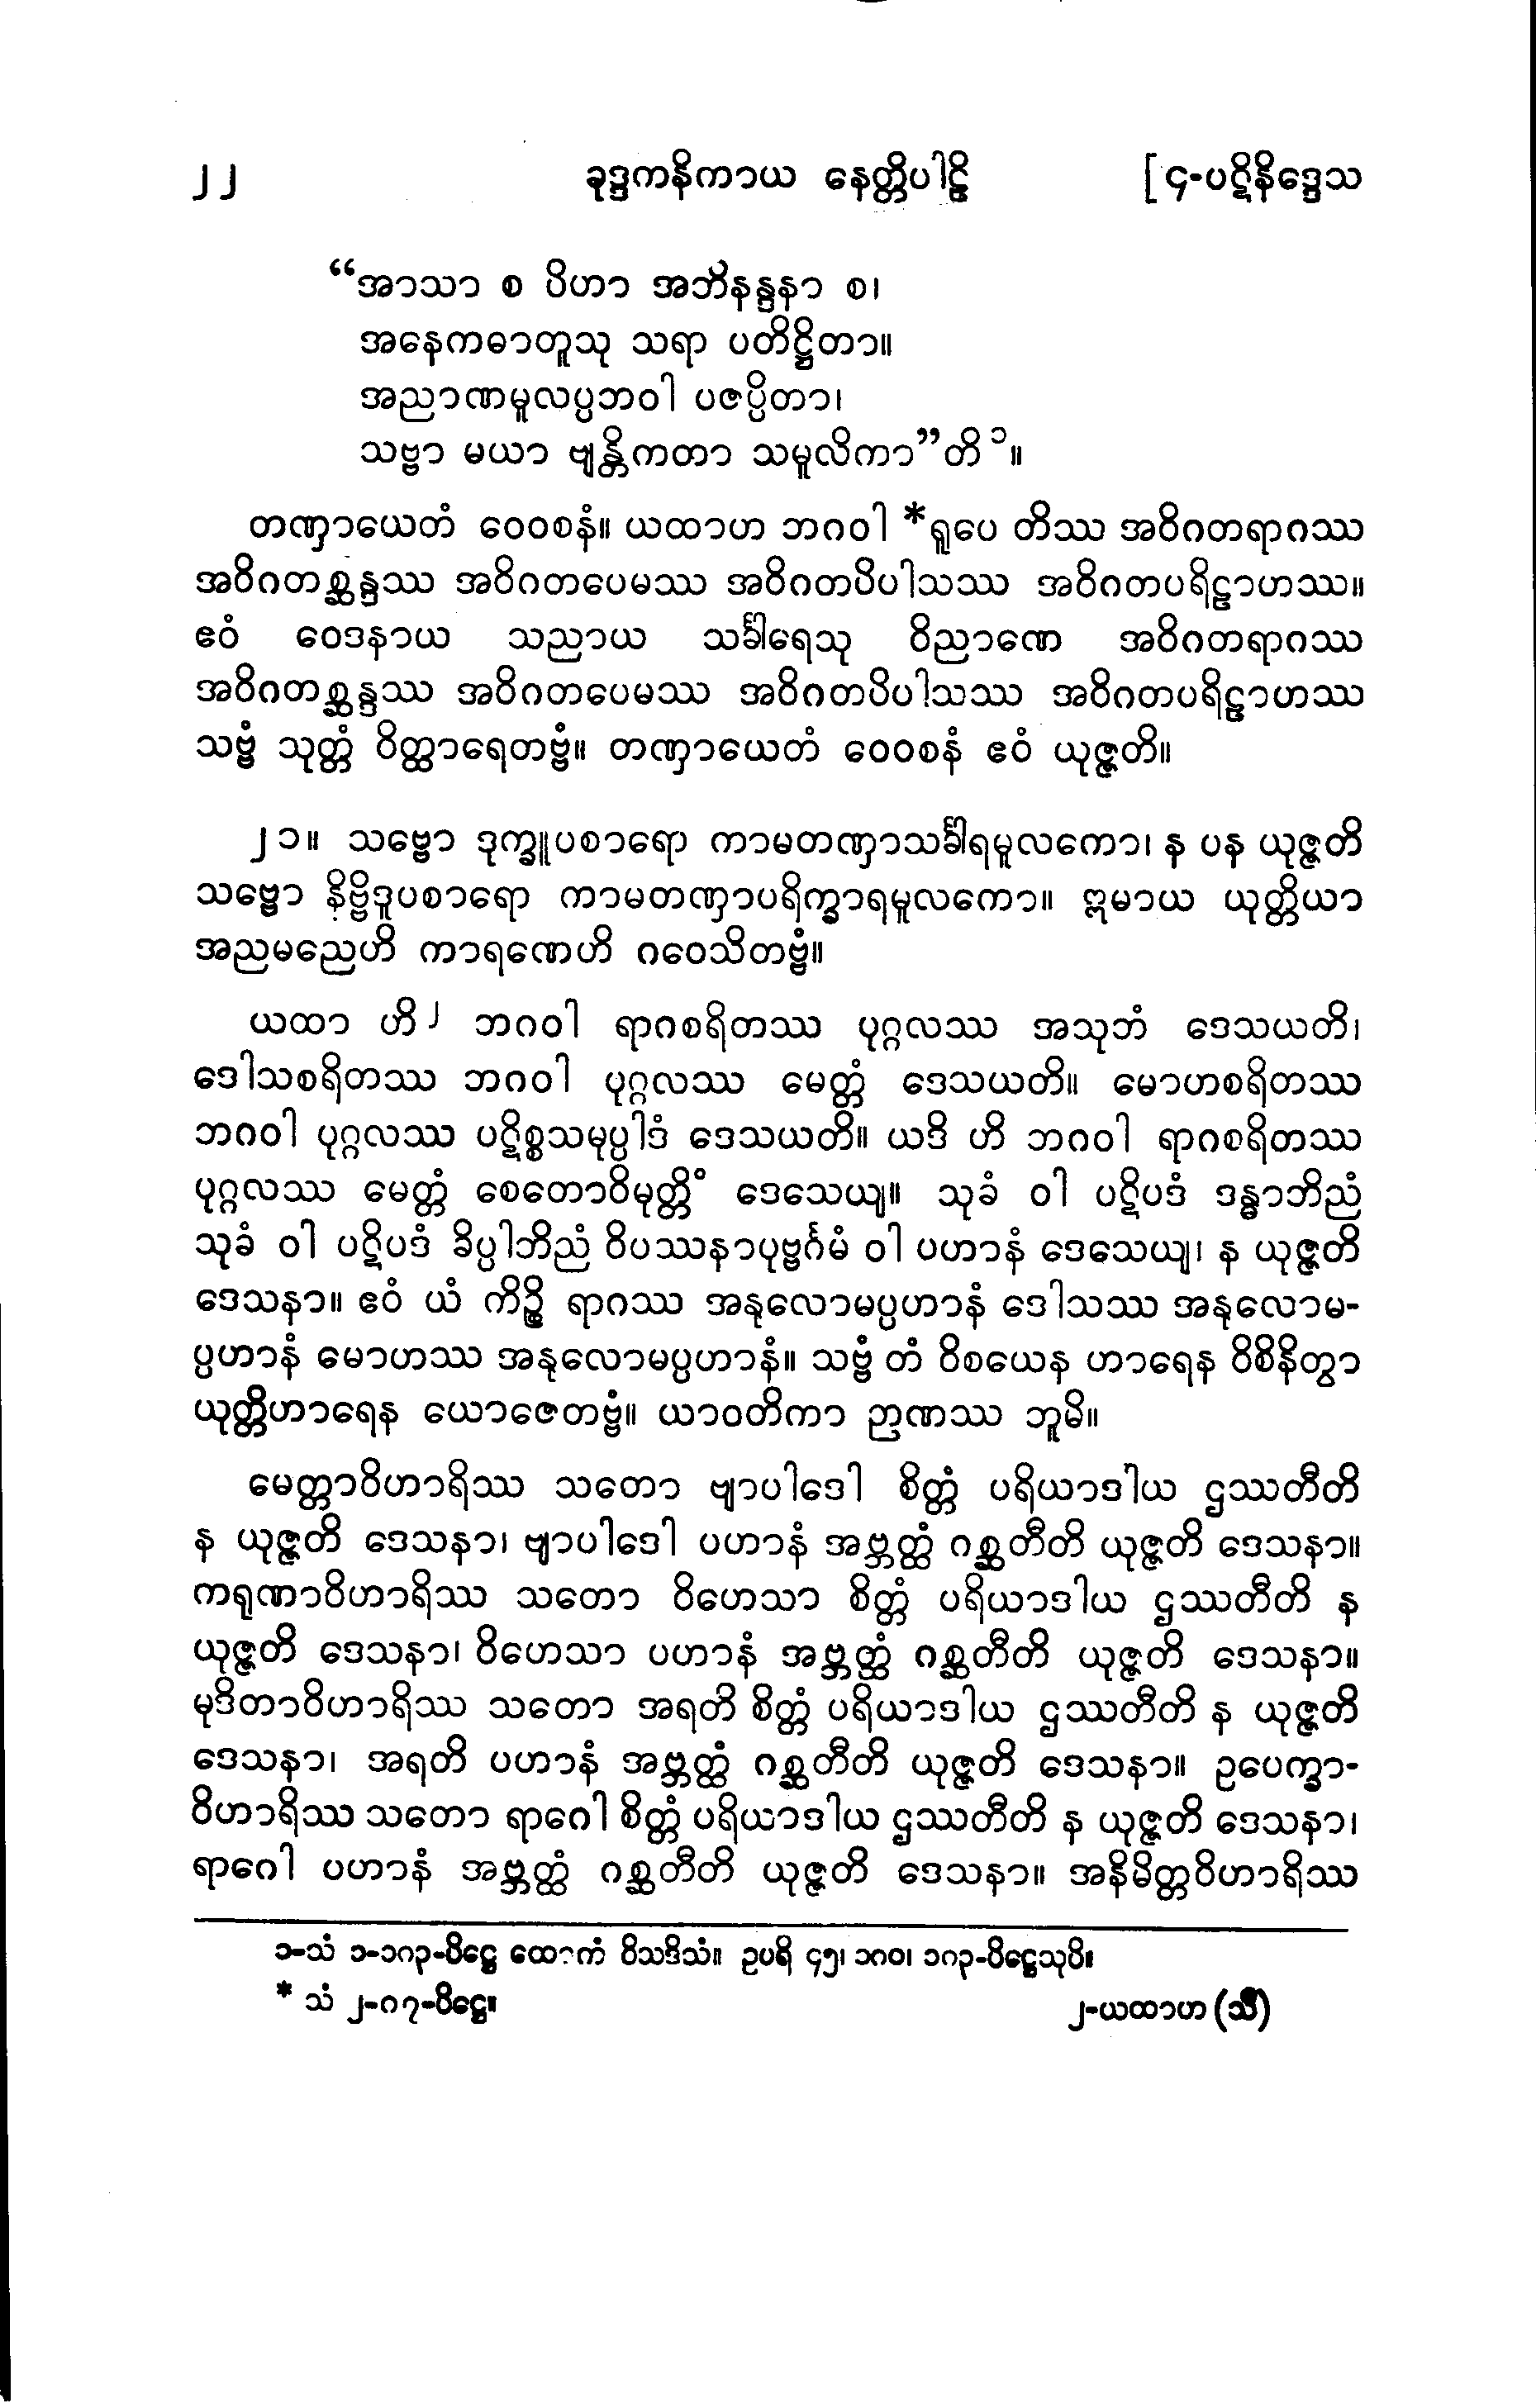 ၂၂ ခုဒ္ဒကနိကာယ နေတ္တိပါဠိ [ ၄-ပဋိနိဒ္ဒေသ
“အာသာ စ ပိဟာ အဘိနန္ဒနာ စ၊
အနေကဓာတူသု သရာ ပတိဋ္ဌိတာ။
အညာဏမူလပ္ပဘဝါ ပဇပ္ပိတာ၊
သဗ္ဗာ မယာ ဗျန္တိကတာ သမူလိကာ”တိ ၁။
တဏှာယေတံ ဝေဝစနံ။ ယထာဟ ဘဂဝါ *ရူပေ တိဿ အဝိဂတရာဂဿ
အဝိဂတစ္ဆန္ဒဿ အဝိဂတပေမဿ အဝိဂတပိပါသဿ အဝိဂတပရိဠာဟဿ။
ဧဝံ ဝေဒနာယ သညာယ သင်္ခါရေသု ဝိညာဏေ အဝိဂတရာဂဿ
အဝိဂတစ္ဆန္ဒဿ အဝိဂတပေမဿ အဝိဂတပိပါသဿ အဝိဂတပရိဠာဟဿ
သဗ္ဗံ သုတ္တံ ဝိတ္ထာရေတဗ္ဗံ။ တဏှာယေတံ ဝေဝစနံ ဧဝံ ယုဇ္ဇတိ။
၂၁။ သဗ္ဗော ဒုက္ခူပစာရော ကာမတဏှာသင်္ခါရမူလကော၊ န ပန ယုဇ္ဇတိ
သဗ္ဗော နိဗ္ဗိဒူပစာရော ကာမတဏှာပရိက္ခာရမူလကော။ ဣမာယ ယုတ္တိယာ
အညမညေဟိ ကာရဏေဟိ ဂဝေသိတဗ္ဗံ။
ယထာ ဟိ ၂ ဘဂဝါ ရာဂစရိတဿ ပုဂ္ဂလဿ အသုဘံ ဒေသယတိ၊
ဒေါသစရိတဿ ဘဂဝါ ပုဂ္ဂလဿ မေတ္တံ ဒေသယတိ။ မောဟစရိတဿ
ဘဂဝါ ပုဂ္ဂလဿ ပဋိစ္စသမုပ္ပါဒံ ဒေသယတိ။ ယဒိ ဟိ ဘဂဝါ ရာဂစရိတဿ
ပုဂ္ဂလဿ မေတ္တံ စေတောဝိမုတ္တိံ ဒေသေယျ။ သုခံ ဝါ ပဋိပဒံ ဒန္ဓာဘိညံ
သုခံ ဝါ ပဋိပဒံ ခိပ္ပါဘိညံ ဝိပဿနာပုဗ္ဗင်္ဂမံ ဝါ ပဟာနံ ဒေသေယျ၊ န ယုဇ္ဇတိ
ဒေသနာ။ ဧဝံ ယံ ကိဉ္စိ ရာဂဿ အနုလောမပ္ပဟာနံ ဒေါသဿ အနုလောမ-
ပ္ပဟာနံ မောဟဿ အနုလောမပ္ပဟာနံ။ သဗ္ဗံ တံ ဝိစယေန ဟာရေန ဝိစိနိတွာ
ယုတ္တိဟာရေန ယောဇေတဗ္ဗံ။ ယာဝတိကာ ဉာဏဿ ဘူမိ။
မေတ္တာဝိဟာရိဿ သတော ဗျာပါဒေါ စိတ္တံ ပရိယာဒါယ ဌဿတီတိ
န ယုဇ္ဇတိ ဒေသနာ၊ ဗျာပါဒေါ ပဟာနံ အဗ္ဘတ္ထံ ဂစ္ဆတီတိ ယုဇ္ဇတိ ဒေသနာ။
ကရုဏာဝိဟာရိဿ သတော ဝိဟေသာ စိတ္တံ ပရိယာဒါယ ဌဿတီတိ န
ယုဇ္ဇတိ ဒေသနာ၊ ဝိဟေသာ ပဟာနံ အဗ္ဘတ္ထံ ဂစ္ဆတီတိ ယုဇ္ဇတိ ဒေသနာ။
မုဒိတာဝိဟာရိဿ သတော အရတိ စိတ္တံ ပရိယာဒါယ ဌဿတီတိ န ယုဇ္ဇတိ
ဒေသနာ၊ အရတိ ပဟာနံ အဗ္ဘတ္ထံ ဂစ္ဆတီတိ ယုဇ္ဇတိ ဒေသနာ။ ဥပေက္ခာ-
ဝိဟာရိဿ သတော ရာဂေါ စိတ္တံ ပရိယာဒါယ ဌဿတီတိ န ယုဇ္ဇတိ ဒေသနာ၊
ရာဂေါ ပဟာနံ အဗ္ဘတ္ထံ ဂစ္ဆတီတိ ယုဇ္ဇတိ ဒေသနာ။ အနိမိတ္တဝိဟာရိဿ
၁-သံ ၁-၁၈၃-ပိဋ္ဌေ ထောကံ ဝိသဒိသံ။ ဥပရိ ၄၅၊ ၁၈၀၊ ၁၈၃-ပိဋ္ဌေသုပိ။
* သံ ၂-၈၇-ပိဋ္ဌေ။ ၂-ယထာဟ (သီ)